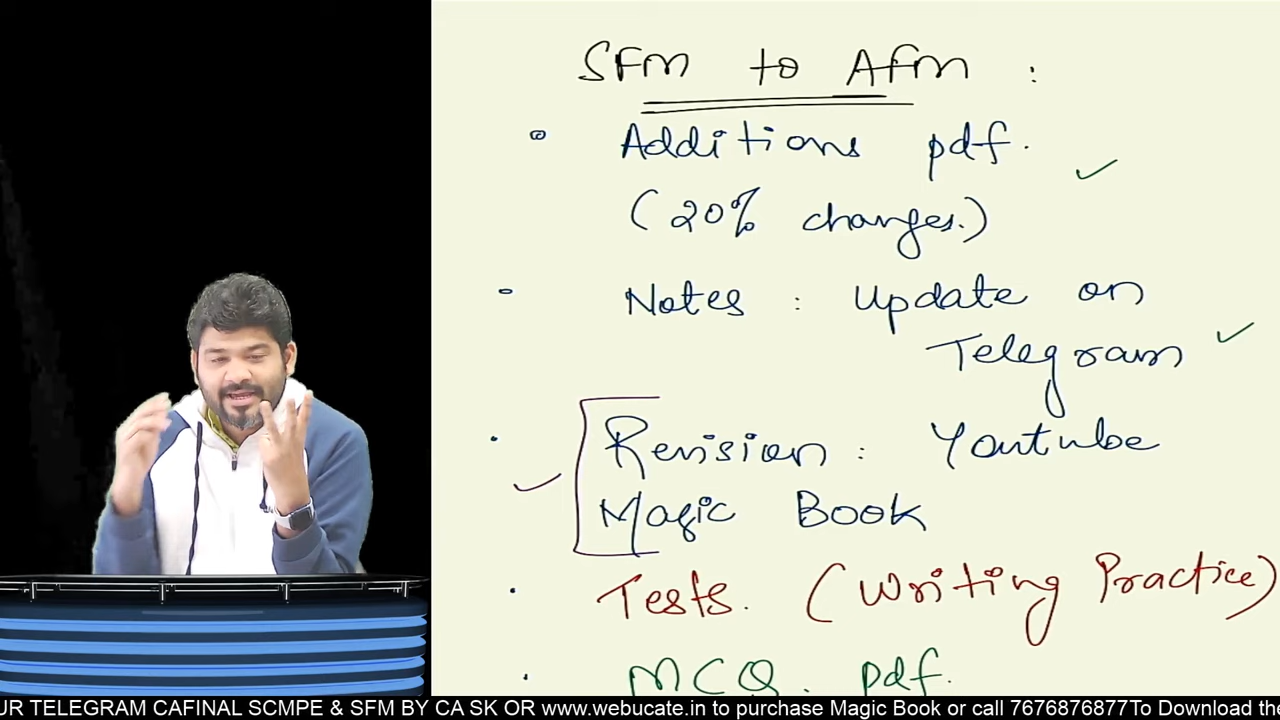 SFM to AFM :
Additions pdf.
(20% changes.)
Notes : Update on
Telegram
Revision : Youtube
Magic Book
Tests. (Writing Practice)
MCQ. pdf.
UR TELEGRAM CAFINAL SCMPE & SFM BY CA SK OR www.webucate.in to purchase Magic Book or call 7676876877To Download the